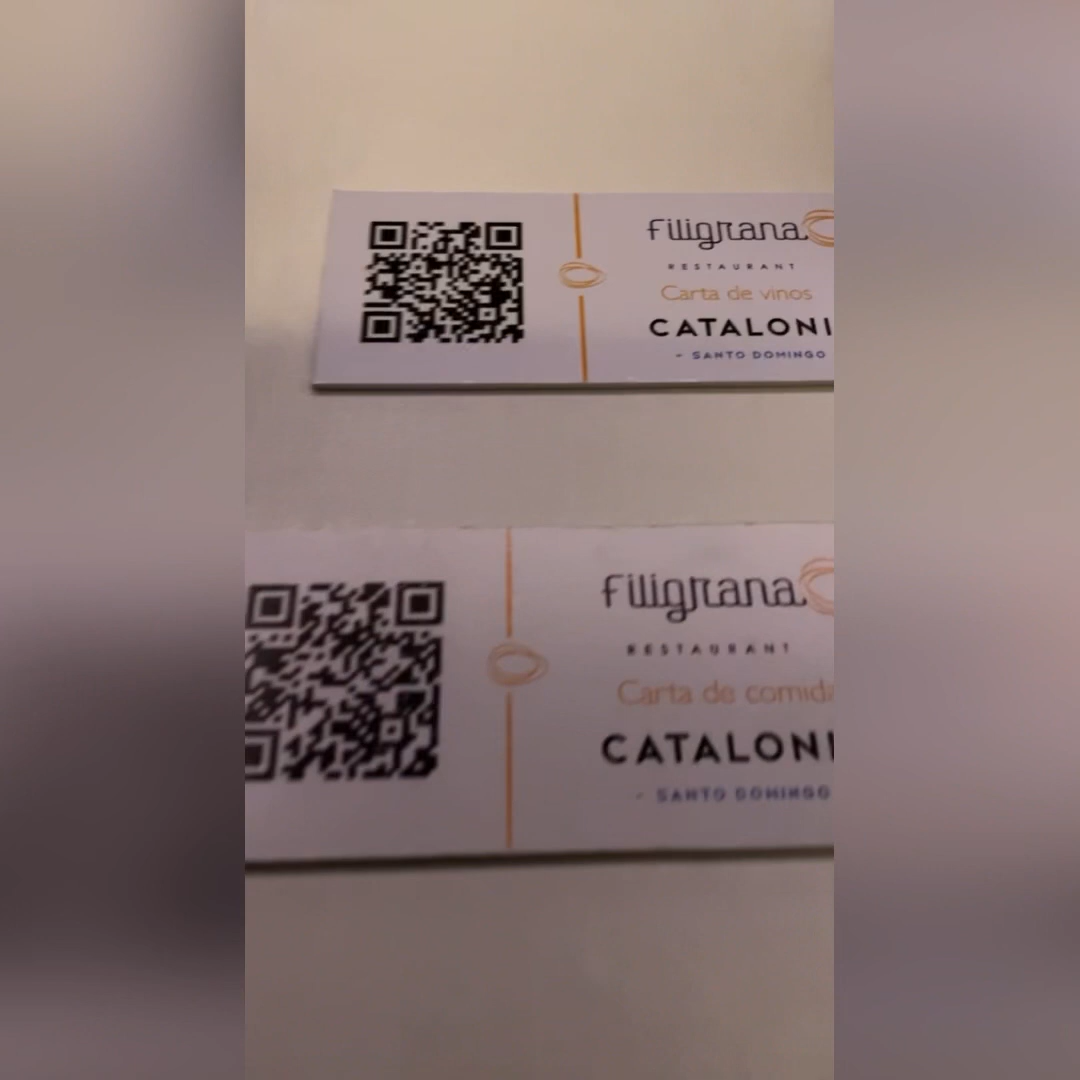 filigrana
RESTAURANT
Carta de vinos
CATALONI
- SANTO DOMINGO
filigrana
RESTAURANT
Carta de comida
CATALONI
- SANTO DOMINGO